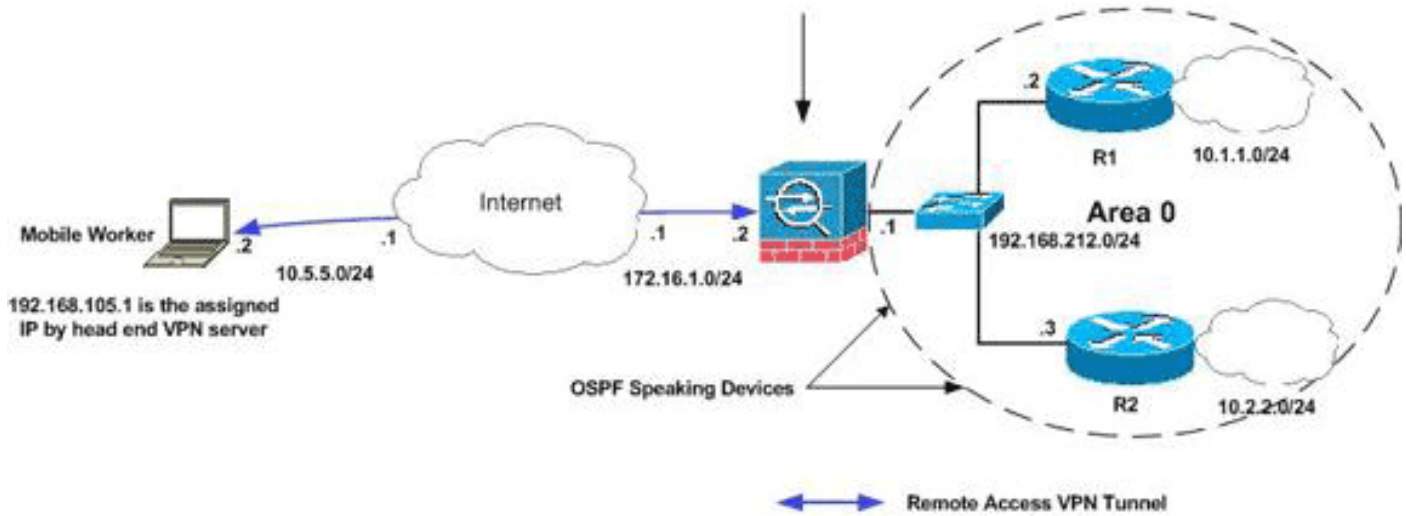 .2
R1
10.1.1.0/24
Internet
Area 0
Mobile Worker
.2
.1
.1
.2
.1
192.168.212.0/24
10.5.5.0/24
172.16.1.0/24
192.168.105.1 is the assigned
IP by head end VPN server
.3
OSPF Speaking Devices
R2
10.2.2.0/24
Remote Access VPN Tunnel